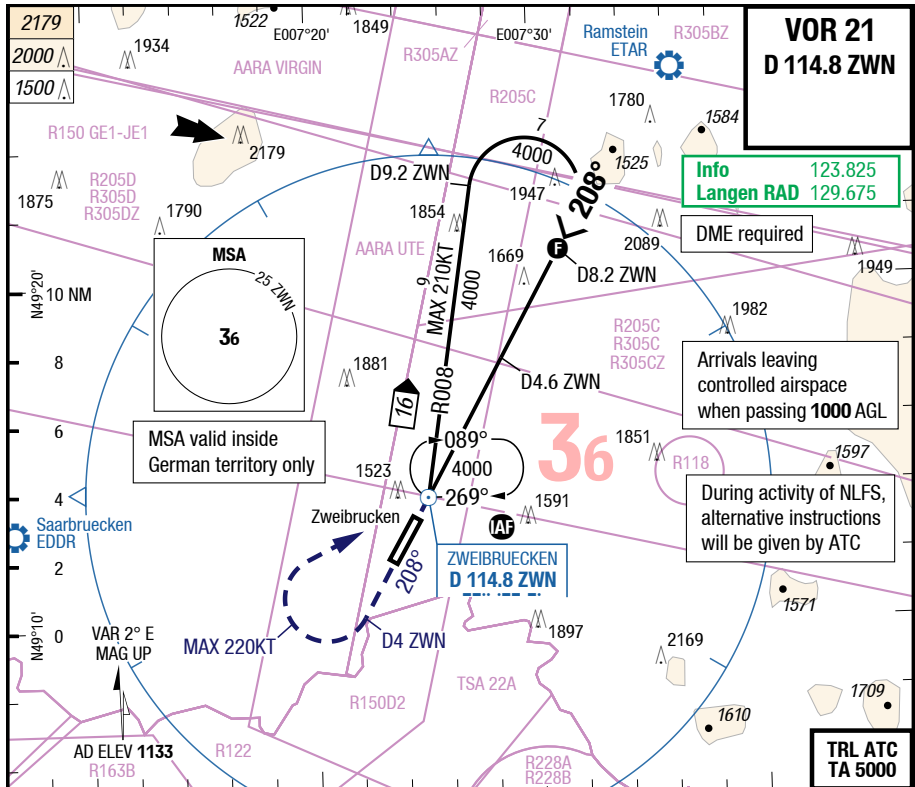 2179
2000
1500
1522
1849
E007°20'
E007°30'
1934
AARA VIRGIN
R305AZ
Ramstein
ETAR
R305BZ
VOR 21
D 114.8 ZWN
R205C
1780
1584
R150 GE1-JE1
2179
7
4000
1525
208°
Info 123.825
Langen RAD 129.675
1875
R205D
R305D
R305DZ
1790
D9.2 ZWN
1947
1854
2089
DME required
AARA UTE
MSA
25 ZWN
36
9
MAX 210KT
4000
1669
F
D8.2 ZWN
1949
N49°20'
10 NM
1982
R205C
R305C
R305CZ
8
1881
D4.6 ZWN
Arrivals leaving
controlled airspace
when passing 1000 AGL
16
R008
6
MSA valid inside
German territory only
089°
4000
269°
36
1851
R118
1597
1523
4
1591
IAF
During activity of NLFS,
alternative instructions
will be given by ATC
Saarbruecken
EDDR
Zweibrucken
208°
ZWEIBRUECKEN
D 114.8 ZWN
2
1571
N49°10'
0
VAR 2° E
MAG UP
MAX 220KT
D4 ZWN
1897
2169
TSA 22A
R150D2
1709
1610
AD ELEV 1133
R163B
R122
R228A
R228B
TRL ATC
TA 5000